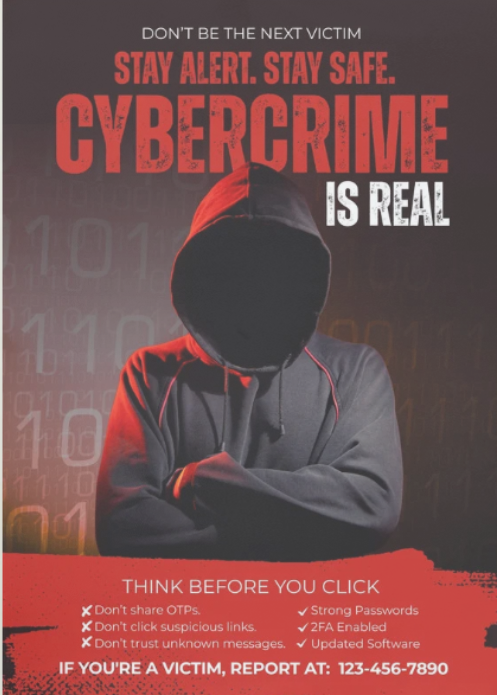 DON'T BE THE NEXT VICTIM
STAY ALERT. STAY SAFE.
CYBERCRIME
IS REAL
THINK BEFORE YOU CLICK
✘ Don't share OTPs.
✘ Don't click suspicious links.
✘ Don't trust unknown messages.
✓ Strong Passwords
✓ 2FA Enabled
✓ Updated Software
IF YOU'RE A VICTIM, REPORT AT: 123-456-7890